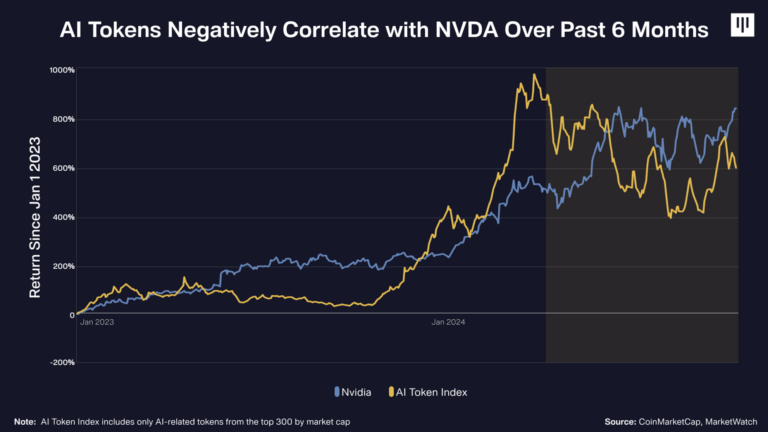 AI Tokens Negatively Correlate with NVDA Over Past 6 Months
Return Since Jan 1 2023
1000%
800%
600%
400%
200%
0
-200%
Jan 2023
Jan 2024
Nvidia
AI Token Index
Note: AI Token Index includes only AI-related tokens from the top 300 by market cap
Source: CoinMarketCap, MarketWatch